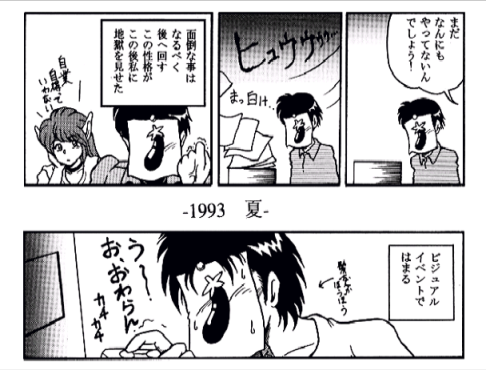 まだ
なんにも
やってないん
でしょう!
ヒュウウゥゥ…
まっ白け…
面倒な事は
なるべく
後へ回す
この性格が
この後私に
地獄を見せた
自業
自得って
いわない
-1993 夏-
ビジュアル
イベントで
はまる
う〜!
お、おわらん
カチ
カチ